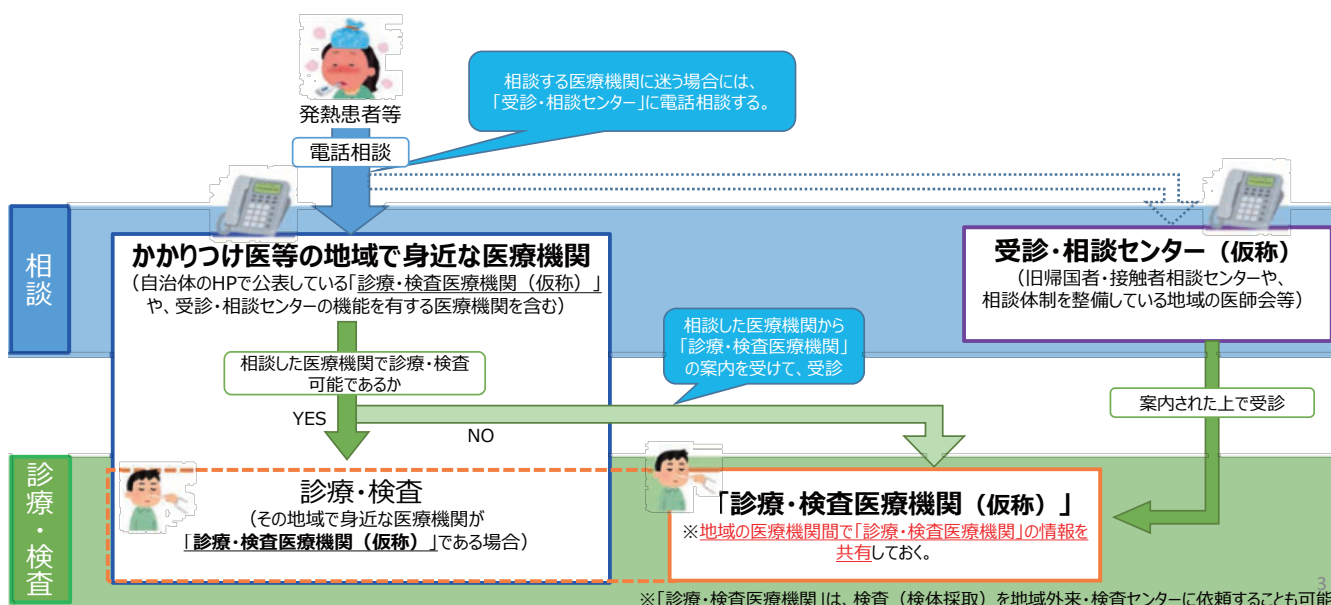 発熱患者等
電話相談
相談する医療機関に迷う場合には、
「受診・相談センター」に電話相談する。
相談
かかりつけ医等の地域で身近な医療機関
（自治体のHPで公表している「診療・検査医療機関（仮称）」
や、受診・相談センターの機能を有する医療機関を含む）
受診・相談センター（仮称）
（旧帰国者・接触者相談センターや、
相談体制を整備している地域の医師会等）
相談した医療機関で診療・検査
可能であるか
相談した医療機関から
「診療・検査医療機関」
の案内を受けて、受診
YES
NO
案内された上で受診
診療・検査
診療・検査
（その地域で身近な医療機関が
「診療・検査医療機関（仮称）」である場合）
「診療・検査医療機関（仮称）」
※地域の医療機関間で「診療・検査医療機関」の情報を
共有しておく。
3
※「診療・検査医療機関」は、検査（検体採取）を地域外来・検査センターに依頼することも可能